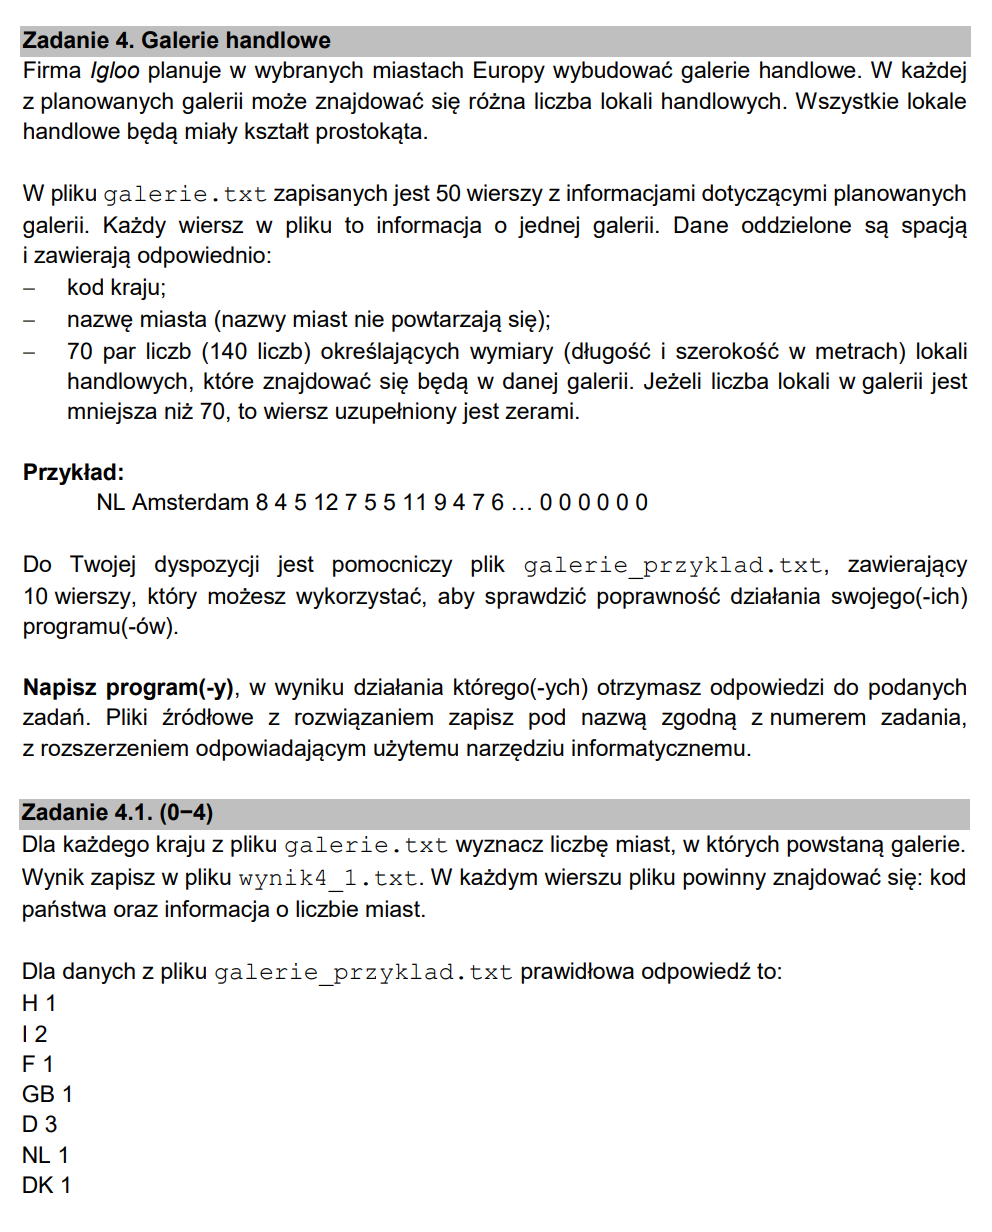 Zadanie 4. Galerie handlowe
Firma Igloo planuje w wybranych miastach Europy wybudować galerie handlowe. W każdej
z planowanych galerii może znajdować się różna liczba lokali handlowych. Wszystkie lokale
handlowe będą miały kształt prostokąta.
W pliku galerie.txt zapisanych jest 50 wierszy z informacjami dotyczącymi planowanych
galerii. Każdy wiersz w pliku to informacja o jednej galerii. Dane oddzielone są spacją
i zawierają odpowiednio:
− kod kraju;
− nazwę miasta (nazwy miast nie powtarzają się);
− 70 par liczb (140 liczb) określających wymiary (długość i szerokość w metrach) lokali
handlowych, które znajdować się będą w danej galerii. Jeżeli liczba lokali w galerii jest
mniejsza niż 70, to wiersz uzupełniony jest zerami.
Przykład:
NL Amsterdam 8 4 5 12 7 5 5 11 9 4 7 6 … 0 0 0 0 0 0
Do Twojej dyspozycji jest pomocniczy plik galerie_przyklad.txt, zawierający
10 wierszy, który możesz wykorzystać, aby sprawdzić poprawność działania swojego(-ich)
programu(-ów).
Napisz program(-y), w wyniku działania którego(-ych) otrzymasz odpowiedzi do podanych
zadań. Pliki źródłowe z rozwiązaniem zapisz pod nazwą zgodną z numerem zadania,
z rozszerzeniem odpowiadającym użytemu narzędziu informatycznemu.
Zadanie 4.1. (0−4)
Dla każdego kraju z pliku galerie.txt wyznacz liczbę miast, w których powstaną galerie.
Wynik zapisz w pliku wynik4_1.txt. W każdym wierszu pliku powinny znajdować się: kod
państwa oraz informacja o liczbie miast.
Dla danych z pliku galerie_przyklad.txt prawidłowa odpowiedź to:
H 1
I 2
F 1
GB 1
D 3
NL 1
DK 1